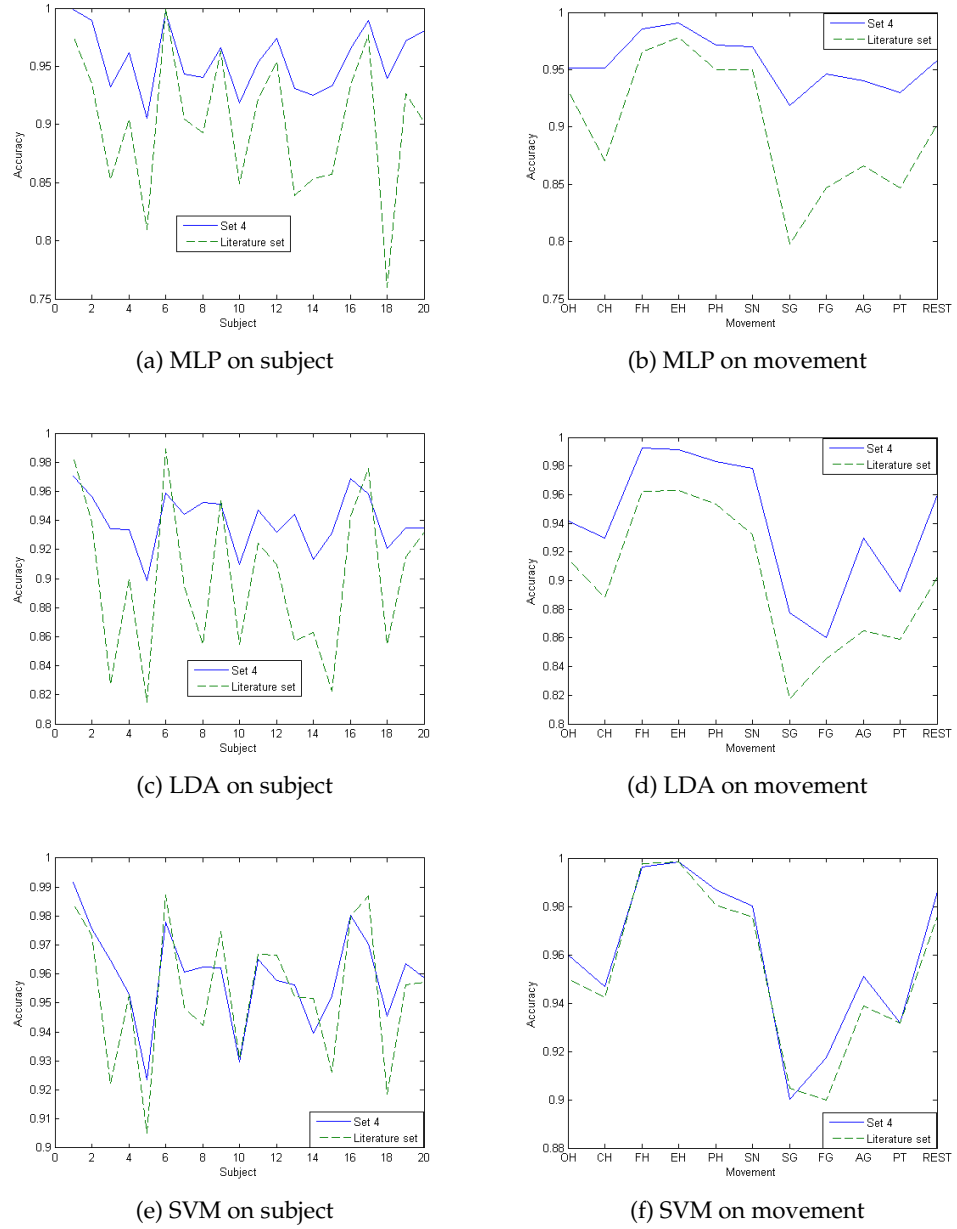 1
0.95
0.9
0.85
0.8
0.75
Accuracy
0 2 4 6 8 10 12 14 16 18 20
Subject
Set 4
Literature set
(a) MLP on subject
1
0.95
0.9
0.85
0.8
0.75
Accuracy
OH CH FH EH PH SN SG FG AG PT REST
Movement
Set 4
Literature set
(b) MLP on movement
1
0.98
0.96
0.94
0.92
0.9
0.88
0.86
0.84
0.82
0.8
Accuracy
0 2 4 6 8 10 12 14 16 18 20
Subject
Set 4
Literature set
(c) LDA on subject
1
0.98
0.96
0.94
0.92
0.9
0.88
0.86
0.84
0.82
0.8
Accuracy
OH CH FH EH PH SN SG FG AG PT REST
Movement
Set 4
Literature set
(d) LDA on movement
1
0.99
0.98
0.97
0.96
0.95
0.94
0.93
0.92
0.91
0.9
Accuracy
0 2 4 6 8 10 12 14 16 18 20
Subject
Set 4
Literature set
(e) SVM on subject
1
0.98
0.96
0.94
0.92
0.9
0.88
Accuracy
OH CH FH EH PH SN SG FG AG PT REST
Movement
Set 4
Literature set
(f) SVM on movement